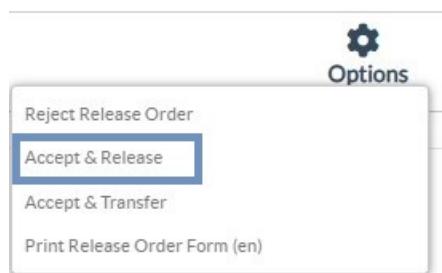 Options
Reject Release Order
Accept & Release
Accept & Transfer
Print Release Order Form (en)